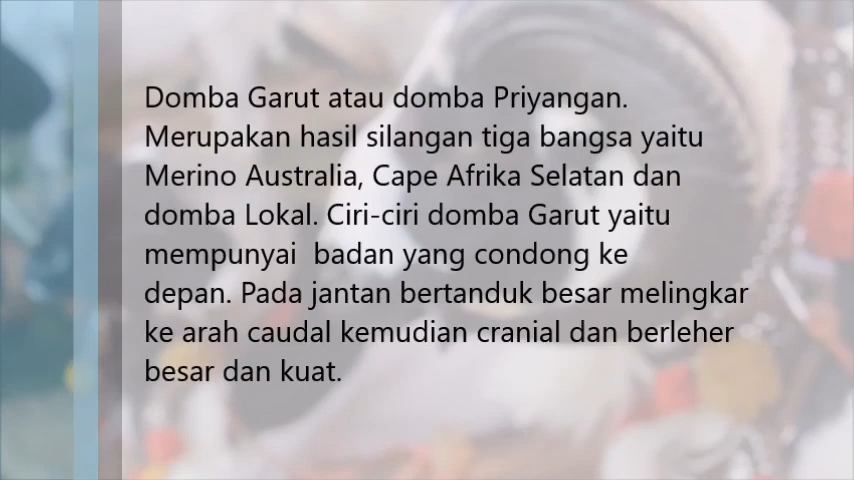 Domba Garut atau domba Priyangan.
Merupakan hasil silangan tiga bangsa yaitu
Merino Australia, Cape Afrika Selatan dan
domba Lokal. Ciri-ciri domba Garut yaitu
mempunyai  badan yang condong ke
depan. Pada jantan bertanduk besar melingkar
ke arah caudal kemudian cranial dan berleher
besar dan kuat.